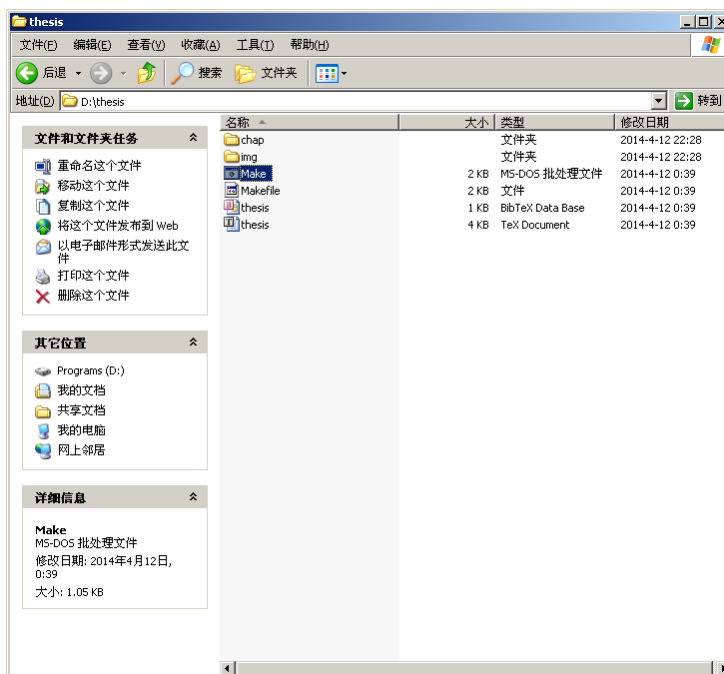 thesis
文件(F) 编辑(E) 查看(V) 收藏(A) 工具(T) 帮助(H)
后退 搜索 文件夹
地址(D) D:\thesis 转到
名称 大小 类型 修改日期
chap 文件夹 2014-4-12 22:28
img 文件夹 2014-4-12 22:28
Make 2 KB MS-DOS 批处理文件 2014-4-12 0:39
Makefile 2 KB 文件 2014-4-12 0:39
thesis 1 KB BibTeX Data Base 2014-4-12 0:39
thesis 4 KB TeX Document 2014-4-12 0:39
文件和文件夹任务
重命名这个文件
移动这个文件
复制这个文件
将这个文件发布到 Web
以电子邮件形式发送此文
件
打印这个文件
删除这个文件
其它位置
Programs (D:)
我的文档
共享文档
我的电脑
网上邻居
详细信息
Make
MS-DOS 批处理文件
修改日期: 2014年4月12日,
0:39
大小: 1.05 KB